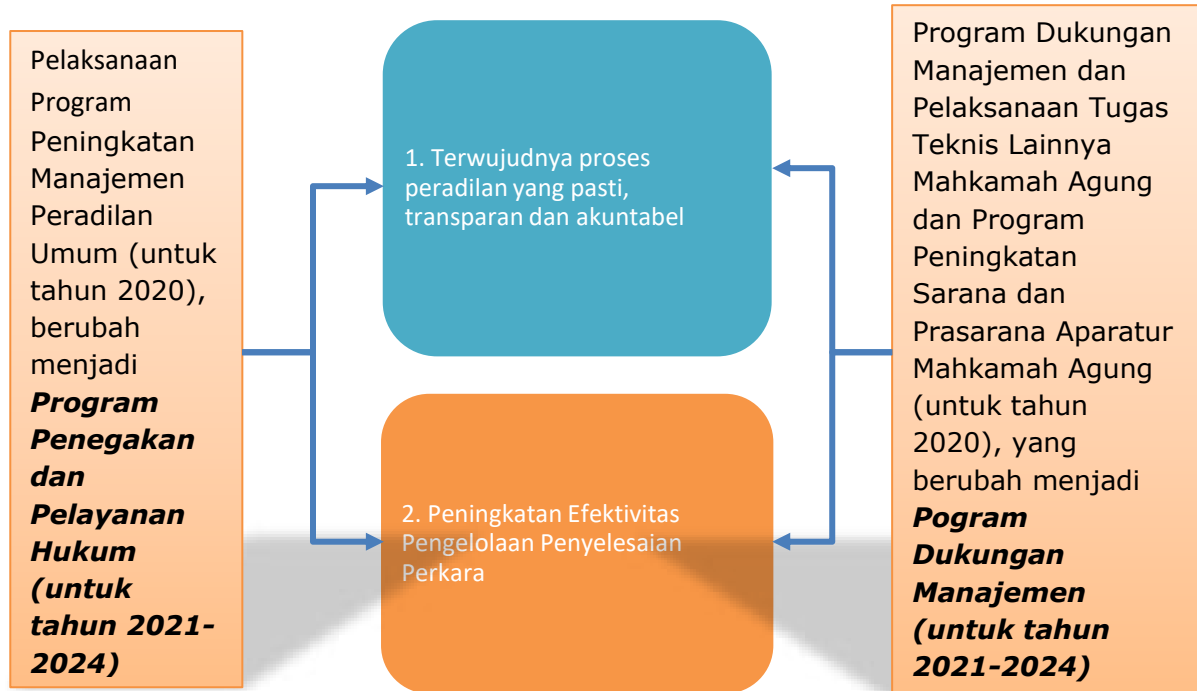 Pelaksanaan
Program
Peningkatan
Manajemen
Peradilan
Umum (untuk
tahun 2020),
berubah
menjadi
Program
Penegakan
dan
Pelayanan
Hukum
(untuk
tahun 2021-
2024)
1. Terwujudnya proses
peradilan yang pasti,
transparan dan akuntabel
2. Peningkatan Efektivitas
Pengelolaan Penyelesaian
Perkara
Program Dukungan
Manajemen dan
Pelaksanaan Tugas
Teknis Lainnya
Mahkamah Agung
dan Program
Peningkatan
Sarana dan
Prasarana Aparatur
Mahkamah Agung
(untuk tahun
2020), yang
berubah menjadi
Pogram
Dukungan
Manajemen
(untuk tahun
2021-2024)